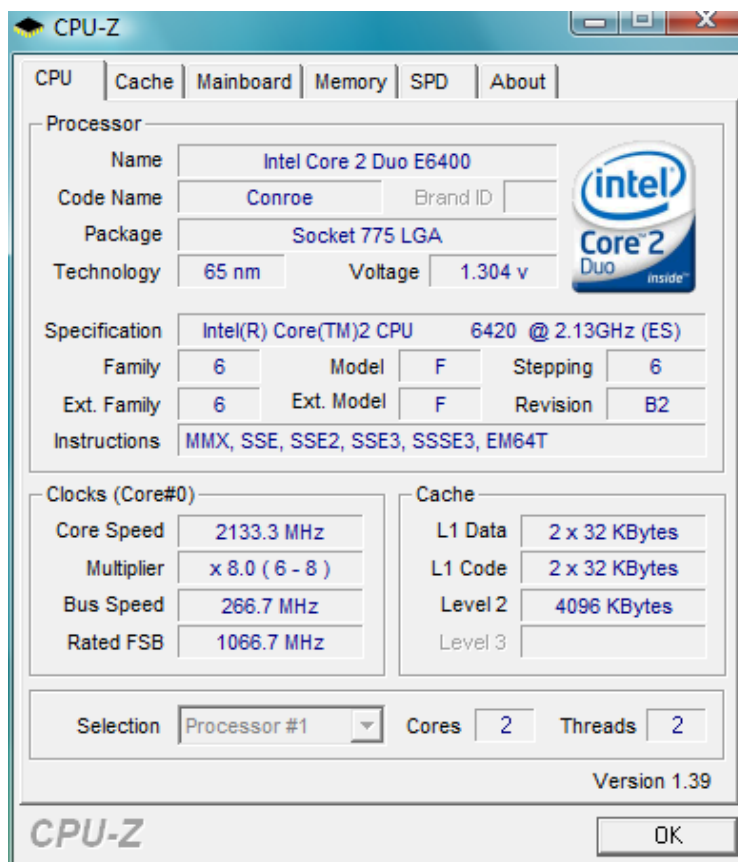 CPU-Z
CPU Cache Mainboard Memory SPD About
Processor
Name Intel Core 2 Duo E6400
Code Name Conroe Brand ID
Package Socket 775 LGA
Technology 65 nm Voltage 1.304 v
intel
Core™2
Duo inside™
Specification Intel(R) Core(TM)2 CPU 6420 @ 2.13GHz (ES)
Family 6 Model F Stepping 6
Ext. Family 6 Ext. Model F Revision B2
Instructions MMX, SSE, SSE2, SSE3, SSSE3, EM64T
Clocks (Core#0)
Core Speed 2133.3 MHz
Multiplier x 8.0 ( 6 - 8 )
Bus Speed 266.7 MHz
Rated FSB 1066.7 MHz
Cache
L1 Data 2 x 32 KBytes
L1 Code 2 x 32 KBytes
Level 2 4096 KBytes
Level 3
Selection Processor #1 Cores 2 Threads 2
Version 1.39
CPU-Z OK